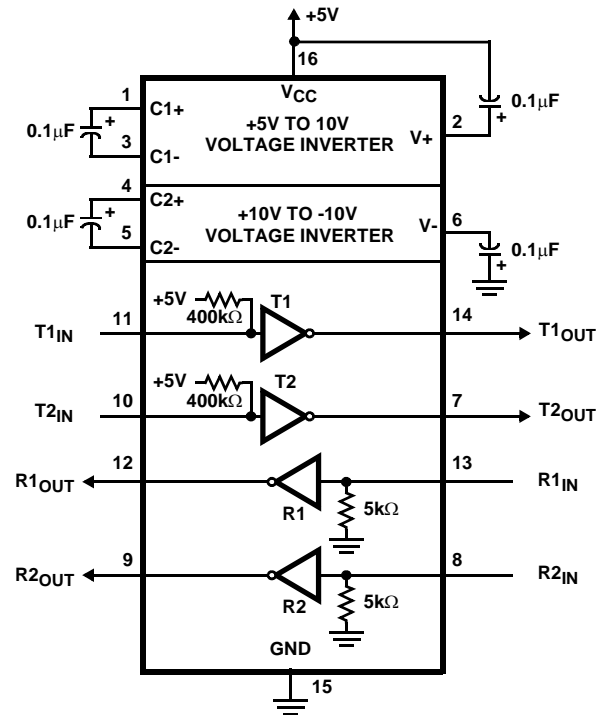 +5V
16
VCC
1
C1+
0.1µF
+
3
C1-
+5V TO 10V
VOLTAGE INVERTER
2
V+
0.1µF
+
4
C2+
0.1µF
+
5
C2-
+10V TO -10V
VOLTAGE INVERTER
V-
6
0.1µF
+
T1IN
11
+5V
400kΩ
T1
14
T1OUT
T2IN
10
+5V
400kΩ
T2
7
T2OUT
R1OUT
12
R1
5kΩ
13
R1IN
R2OUT
9
R2
5kΩ
8
R2IN
GND
15